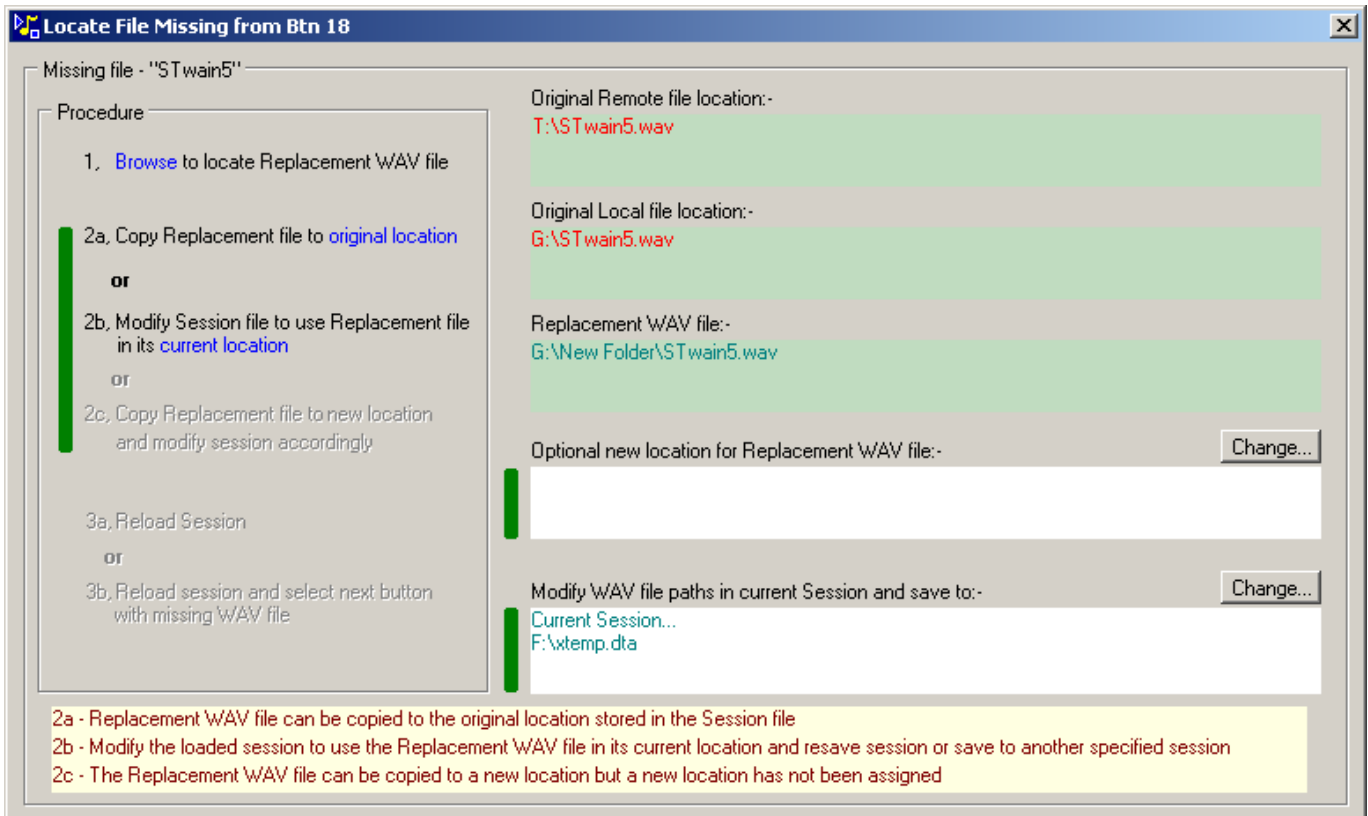 Locate File Missing from Btn 18
Missing file - "STwain5"
Procedure
1, Browse to locate Replacement WAV file
2a, Copy Replacement file to original location
or
2b, Modify Session file to use Replacement file
in its current location
or
2c, Copy Replacement file to new location
and modify session accordingly
3a, Reload Session
or
3b, Reload session and select next button
with missing WAV file
Original Remote file location:-
T:\STwain5.wav
Original Local file location:-
G:\STwain5.wav
Replacement WAV file:-
G:\New Folder\STwain5.wav
Optional new location for Replacement WAV file:-
Change...
Modify WAV file paths in current Session and save to:-
Change...
Current Session...
F:\xtemp.dta
2a - Replacement WAV file can be copied to the original location stored in the Session file
2b - Modify the loaded session to use the Replacement WAV file in its current location and resave session or save to another specified session
2c - The Replacement WAV file can be copied to a new location but a new location has not been assigned